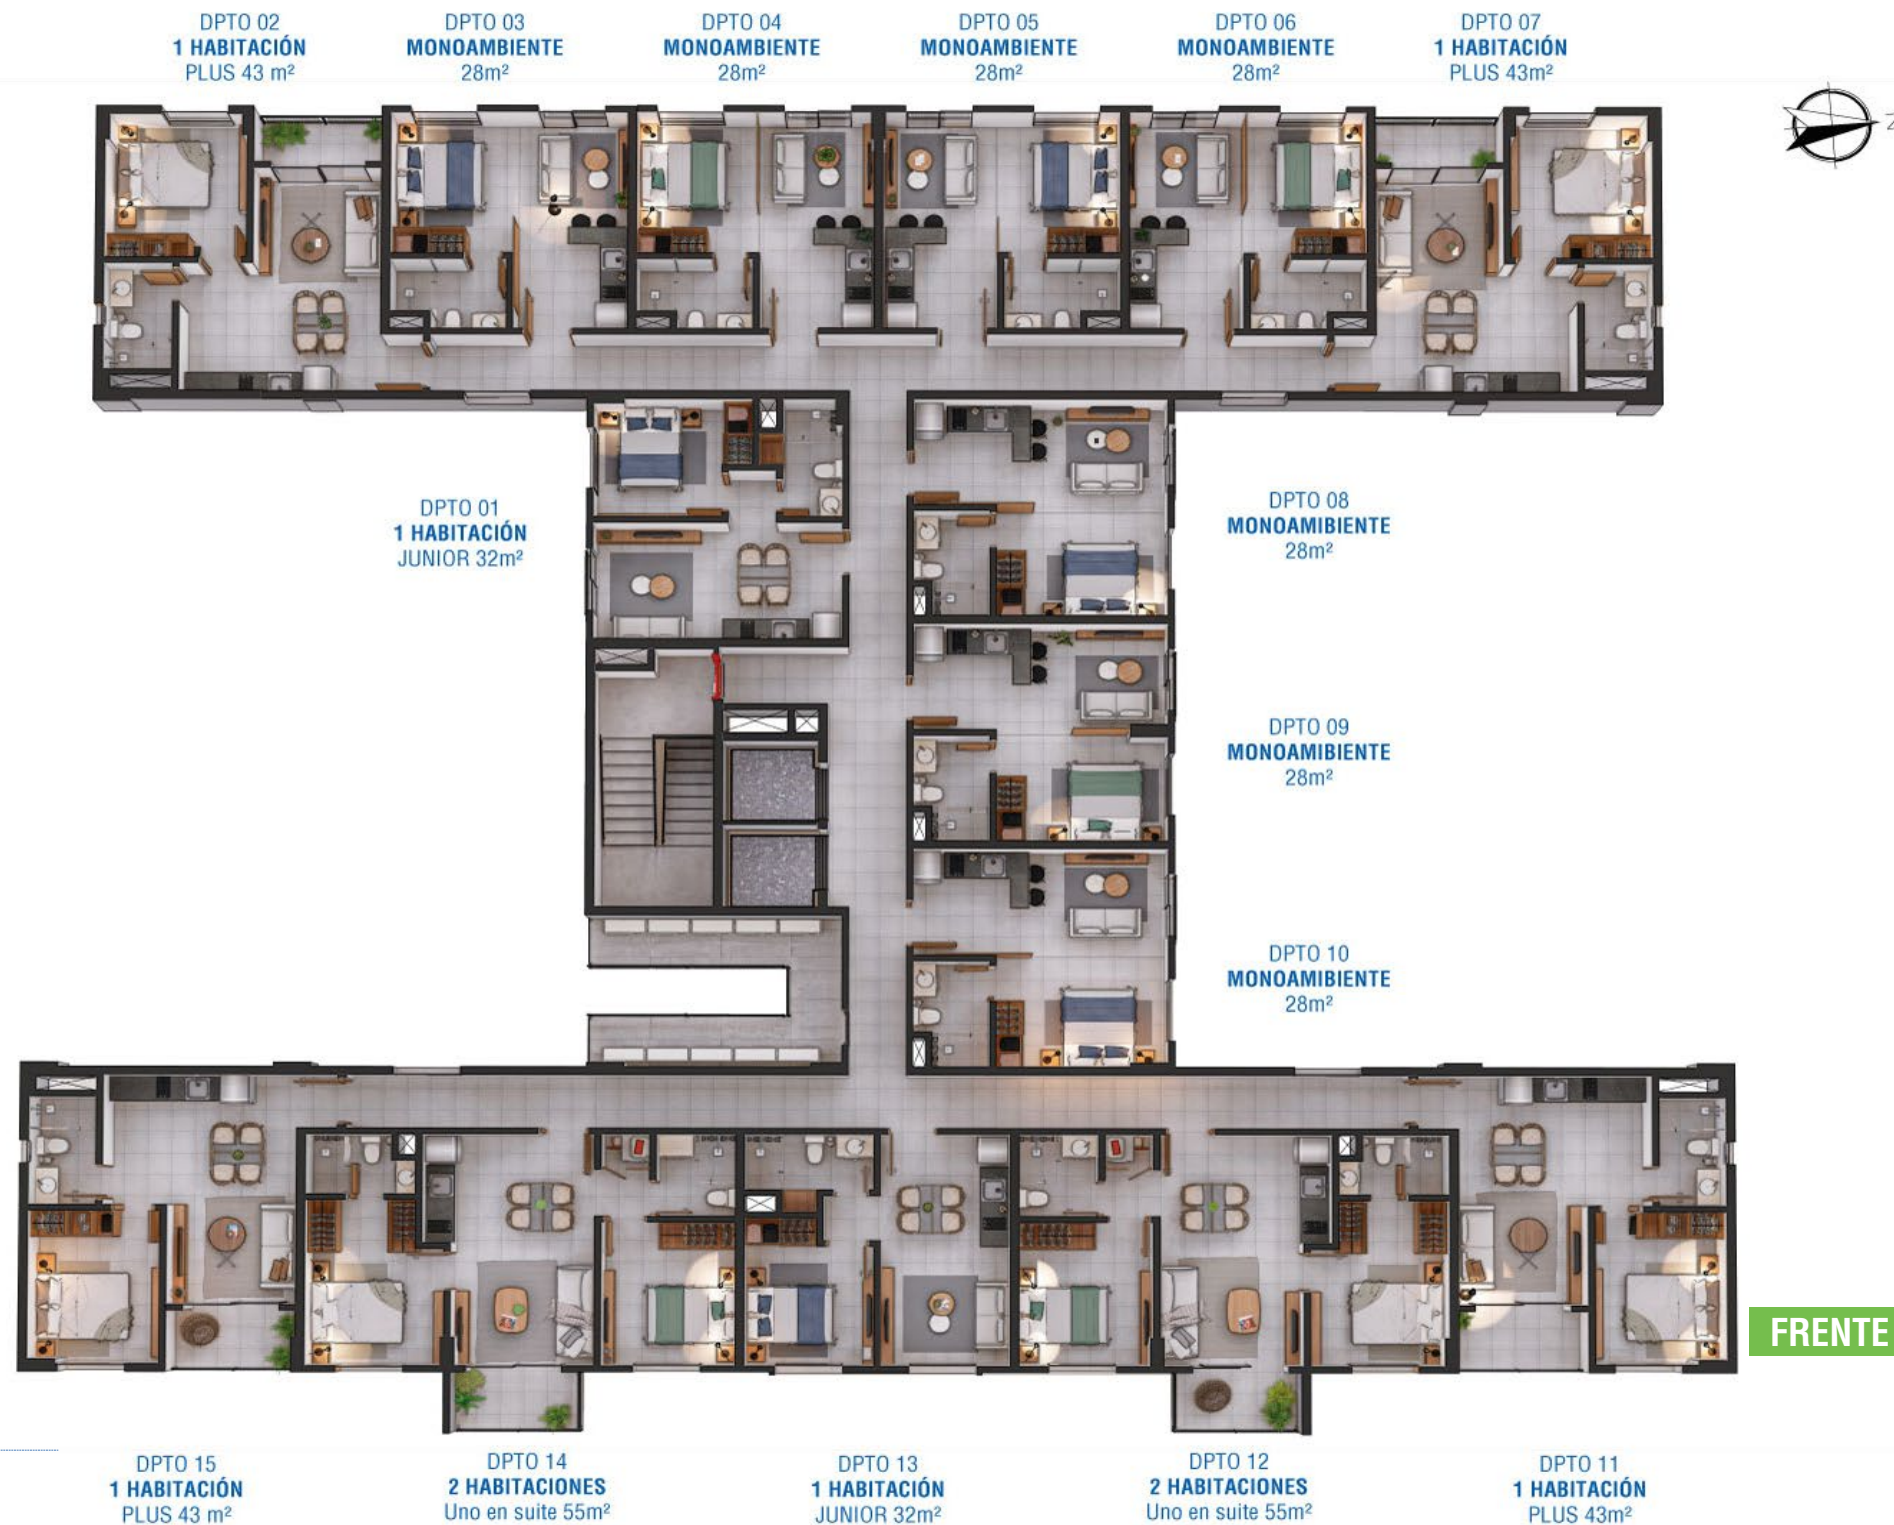 DPTO 02
1 HABITACIÓN
PLUS 43 m²
DPTO 03
MONOAMBIENTE
28m²
DPTO 04
MONOAMBIENTE
28m²
DPTO 05
MONOAMBIENTE
28m²
DPTO 06
MONOAMBIENTE
28m²
DPTO 07
1 HABITACIÓN
PLUS 43m²
DPTO 01
1 HABITACIÓN
JUNIOR 32m²
DPTO 08
MONOAMIBIENTE
28m²
DPTO 09
MONOAMIBIENTE
28m²
DPTO 10
MONOAMIBIENTE
28m²
FRENTE
DPTO 15
1 HABITACIÓN
PLUS 43 m²
DPTO 14
2 HABITACIONES
Uno en suite 55m²
DPTO 13
1 HABITACIÓN
JUNIOR 32m²
DPTO 12
2 HABITACIONES
Uno en suite 55m²
DPTO 11
1 HABITACIÓN
PLUS 43m²